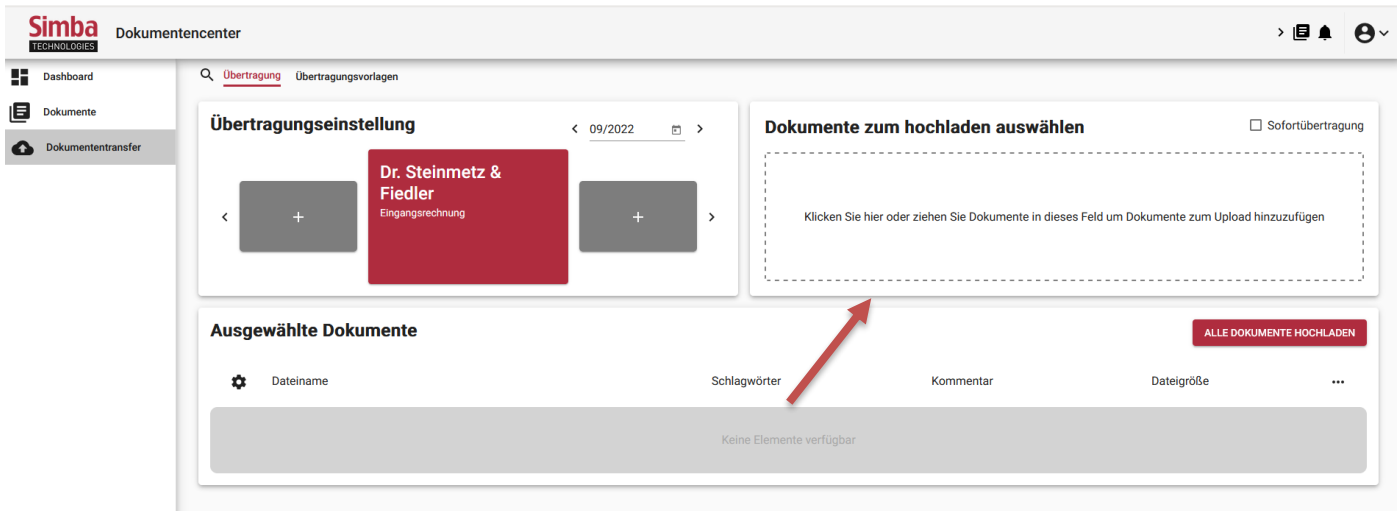 Simba
TECHNOLOGIES
Dokumentencenter
Dashboard
Dokumente
Dokumententransfer
Übertragung
Übertragungsvorlagen
Übertragungseinstellung
09/2022
Dr. Steinmetz &
Fiedler
Eingangsrechnung
Dokumente zum hochladen auswählen
Sofortübertragung
Klicken Sie hier oder ziehen Sie Dokumente in dieses Feld um Dokumente zum Upload hinzuzufügen
Ausgewählte Dokumente
ALLE DOKUMENTE HOCHLADEN
Dateiname
Schlagwörter
Kommentar
Dateigröße
Keine Elemente verfügbar